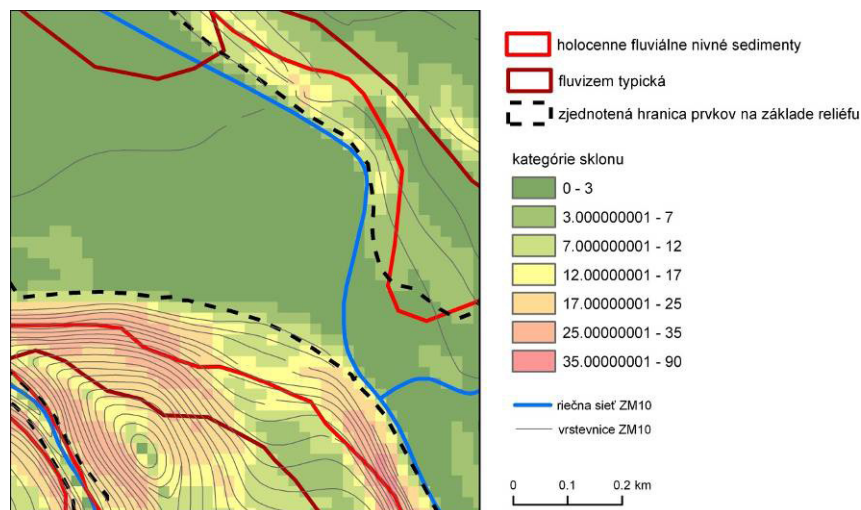 holocenne fluviálne nivné sedimenty
fluvizem typická
zjednotená hranica prvkov na základe reliéfu
kategórie sklonu
0 - 3
3.000000001 - 7
7.000000001 - 12
12.00000001 - 17
17.00000001 - 25
25.00000001 - 35
35.00000001 - 90
riečna sieť ZM10
vrstevnice ZM10
0 0.1 0.2 km